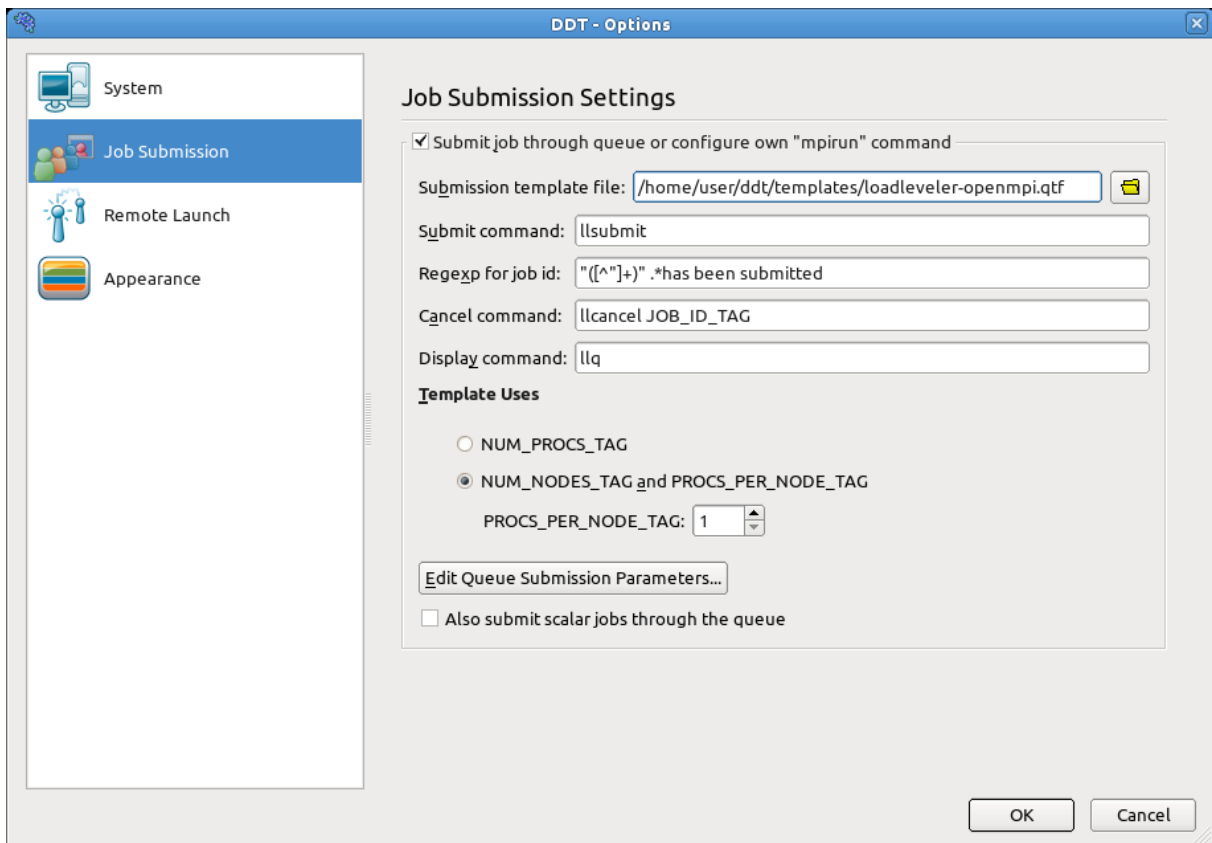 DDT - Options
System
Job Submission
Remote Launch
Appearance
Job Submission Settings
Submit job through queue or configure own "mpirun" command
Submission template file: /home/user/ddt/templates/loadleveler-openmpi.qtf
Submit command: llsubmit
Regexp for job id: "([^"]+)" .*has been submitted
Cancel command: llcancel JOB_ID_TAG
Display command: llq
Template Uses
NUM_PROCS_TAG
NUM_NODES_TAG and PROCS_PER_NODE_TAG
PROCS_PER_NODE_TAG: 1
Edit Queue Submission Parameters...
Also submit scalar jobs through the queue
OK Cancel